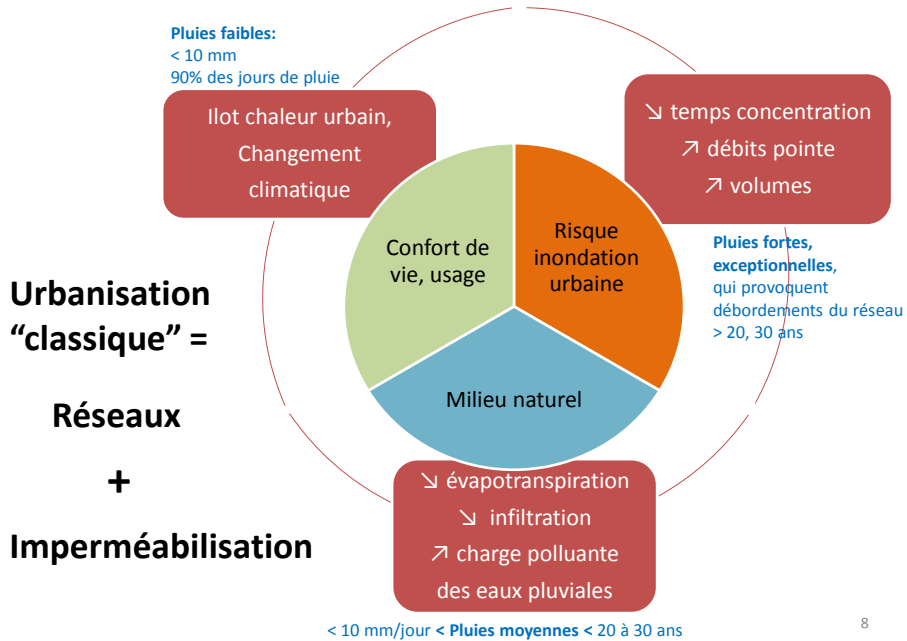 Pluies faibles:
< 10 mm
90% des jours de pluie
Ilot chaleur urbain,
Changement
climatique
↘ temps concentration
↗ débits pointe
↗ volumes
Confort de
vie, usage
Risque
inondation
urbaine
Pluies fortes,
exceptionnelles,
qui provoquent
débordements du réseau
> 20, 30 ans
Urbanisation
“classique” =
Réseaux
+
Imperméabilisation
Milieu naturel
↘ évapotranspiration
↘ infiltration
↗ charge polluante
des eaux pluviales
< 10 mm/jour < Pluies moyennes < 20 à 30 ans
8